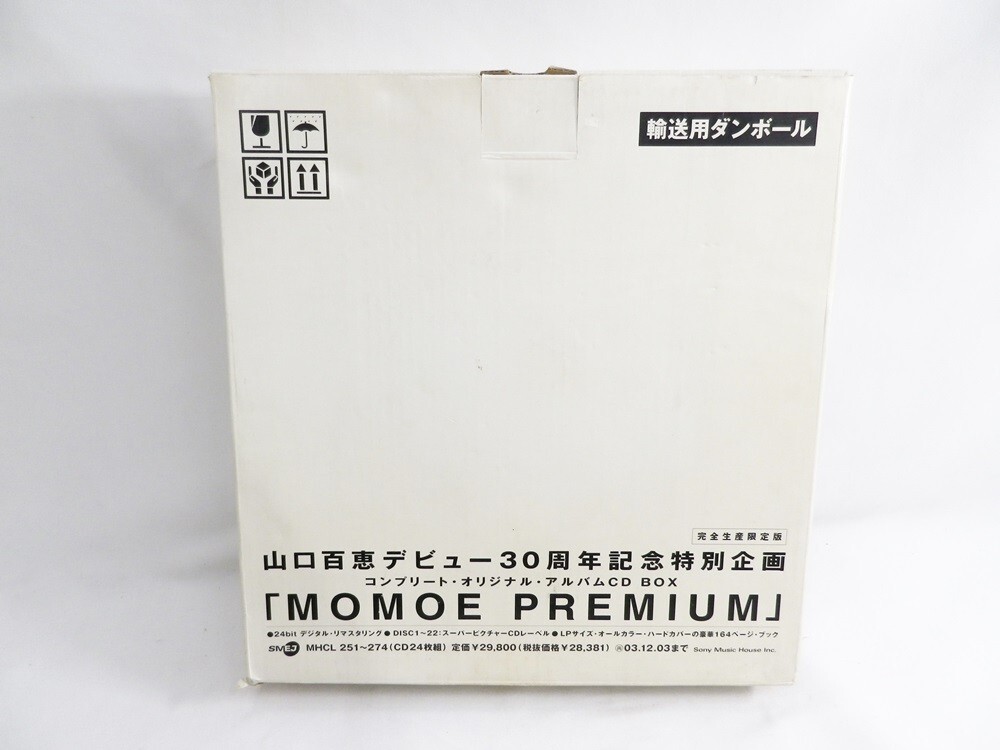 輸送用ダンボール
完全生産限定版
山口百恵デビュー30周年記念特別企画
コンプリート・オリジナル・アルバムCD BOX
「MOMOE PREMIUM」
●24bit デジタル・リマスタリング●DISC1~22:スーパーピクチャーCDレーベル●LPサイズ・オールカラー・ハードカバーの豪華164ページ・ブック
SMEJ MHCL 251~274(CD24枚組) 定価¥29,800(税抜価格¥28,381) Ⓡ03.12.03まで Sony Music House Inc.